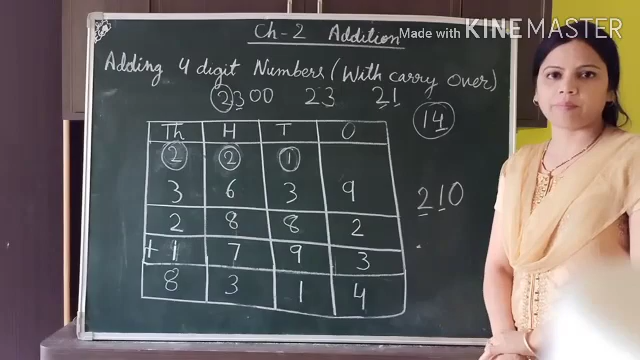 Ch-2 Addition
Made with KINEMASTER
Adding 4 digit Numbers (With carry over)
2300 23 21
14
Th H T O
2 2 1
3 6 3 9
210
2 8 8 2
+ 1 7 9 3
8 3 1 4